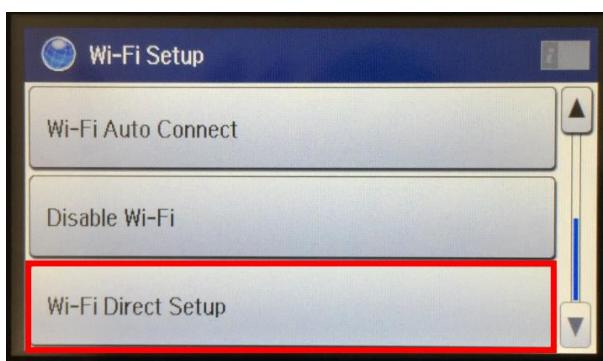 Wi-Fi Setup
Wi-Fi Auto Connect
Disable Wi-Fi
Wi-Fi Direct Setup